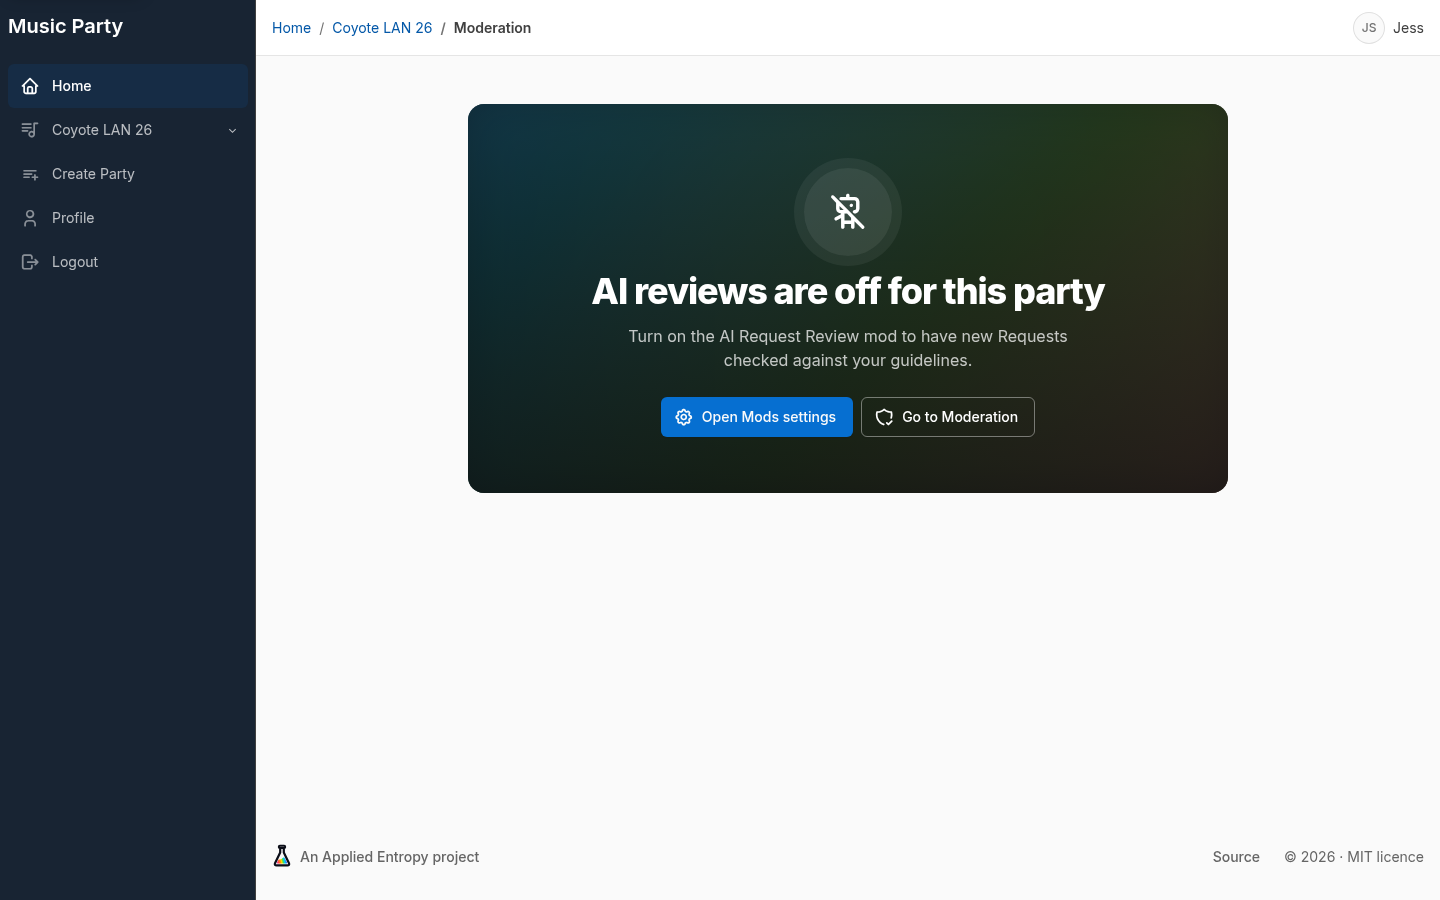 Music Party
Home
Coyote LAN 26
Create Party
Profile
Logout
Home / Coyote LAN 26 / Moderation
JS Jess
AI reviews are off for this party
Turn on the AI Request Review mod to have new Requests
checked against your guidelines.
Open Mods settings
Go to Moderation
An Applied Entropy project
Source © 2026 · MIT licence